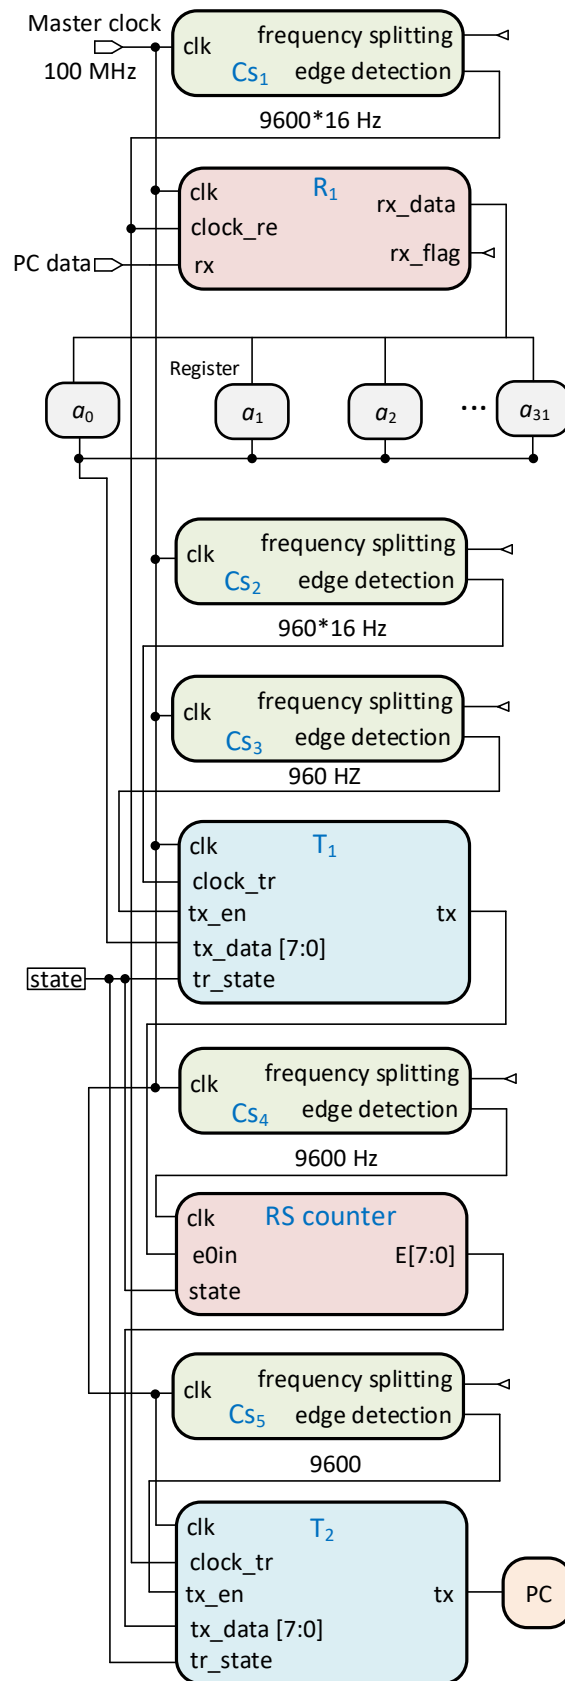 Master clock
100 MHz
clk
frequency splitting
edge detection
Cs1
9600*16 Hz
R1
clk
clock_re
rx
rx_data
rx_flag
PC data
Register
a0
a1
a2
...
a31
clk
frequency splitting
edge detection
Cs2
960*16 Hz
clk
frequency splitting
edge detection
Cs3
960 HZ
T1
clk
clock_tr
tx_en
tx
tx_data [7:0]
tr_state
state
clk
frequency splitting
edge detection
Cs4
9600 Hz
RS counter
clk
e0in
E[7:0]
state
clk
frequency splitting
edge detection
Cs5
9600
T2
clk
clock_tr
tx_en
tx
tx_data [7:0]
tr_state
PC